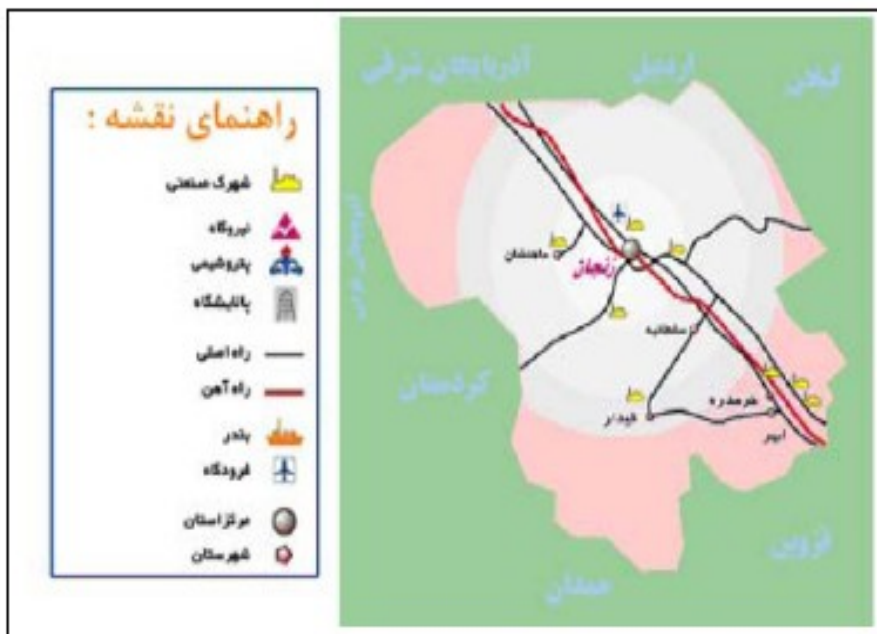 راهنمای نقشه :
شهرک صنعتی
نیروگاه
پتروشیمی
پالایشگاه
راه اصلی
راه آهن
بندر
فرودگاه
مرکز استان
شهرستان
آذربایجان شرقی
اردبیل
گیلان
آذربایجان غربی
ماهنشان
زنجان
سلطانیه
کردستان
خرمدره
قیدار
ابهر
قزوین
همدان